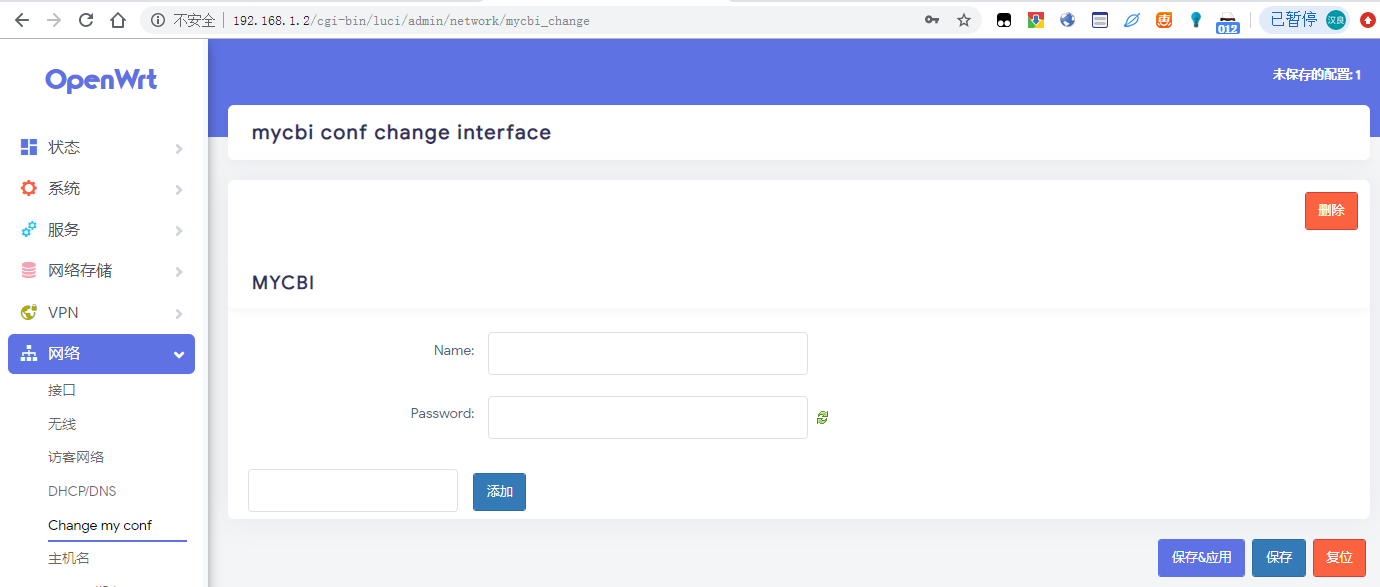 不安全 192.168.1.2/cgi-bin/luci/admin/network/mycbi_change
012
已暂停 汉良
OpenWrt
未保存的配置: 1
mycbi conf change interface
状态
系统
服务
网络存储
VPN
网络
接口
无线
访客网络
DHCP/DNS
Change my conf
主机名
删除
MYCBI
Name:
Password:
添加
保存&应用 保存 复位